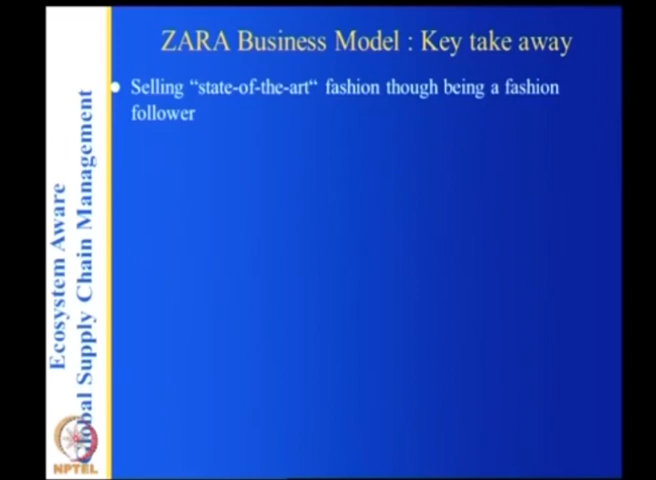 ZARA Business Model : Key take away
Selling “state-of-the-art“ fashion though being a fashion
follower
Ecosystem Aware
Global Supply Chain Management
NPTEL